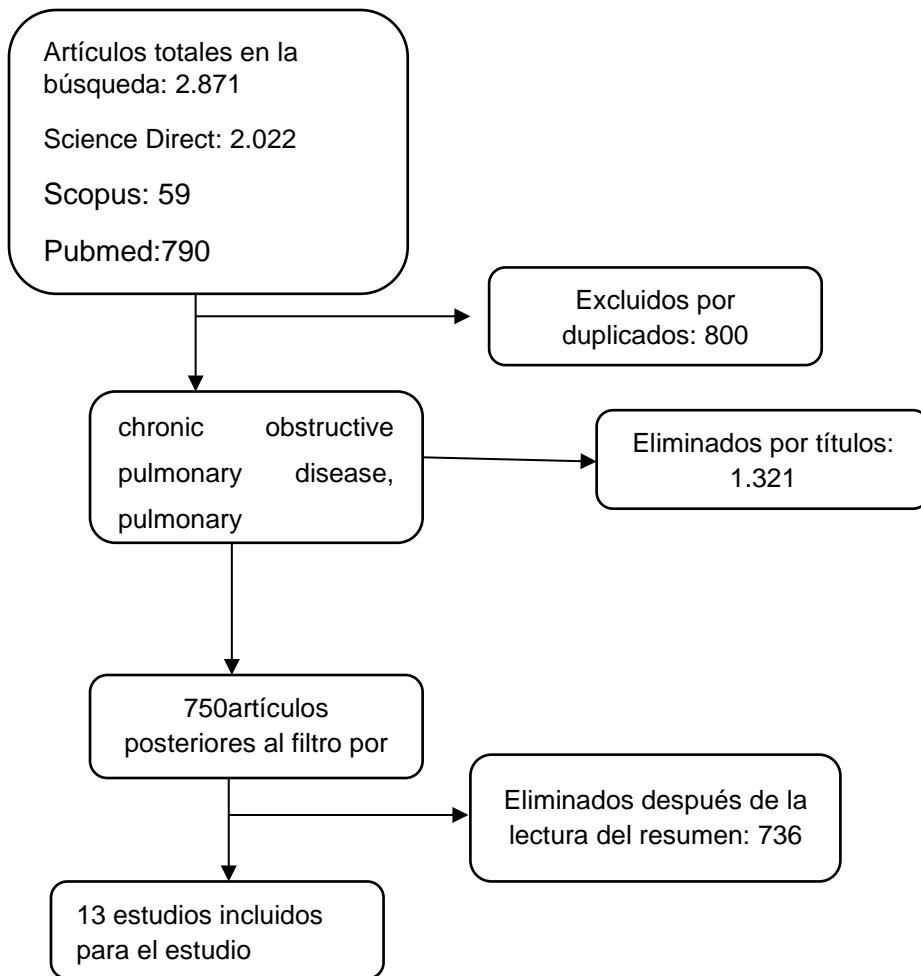 Artículos totales en la
búsqueda: 2.871
Science Direct: 2.022
Scopus: 59
Pubmed:790
Excluidos por
duplicados: 800
chronic obstructive
pulmonary disease,
pulmonary
Eliminados por títulos:
1.321
750artículos
posteriores al filtro por
Eliminados después de la
lectura del resumen: 736
13 estudios incluidos
para el estudio